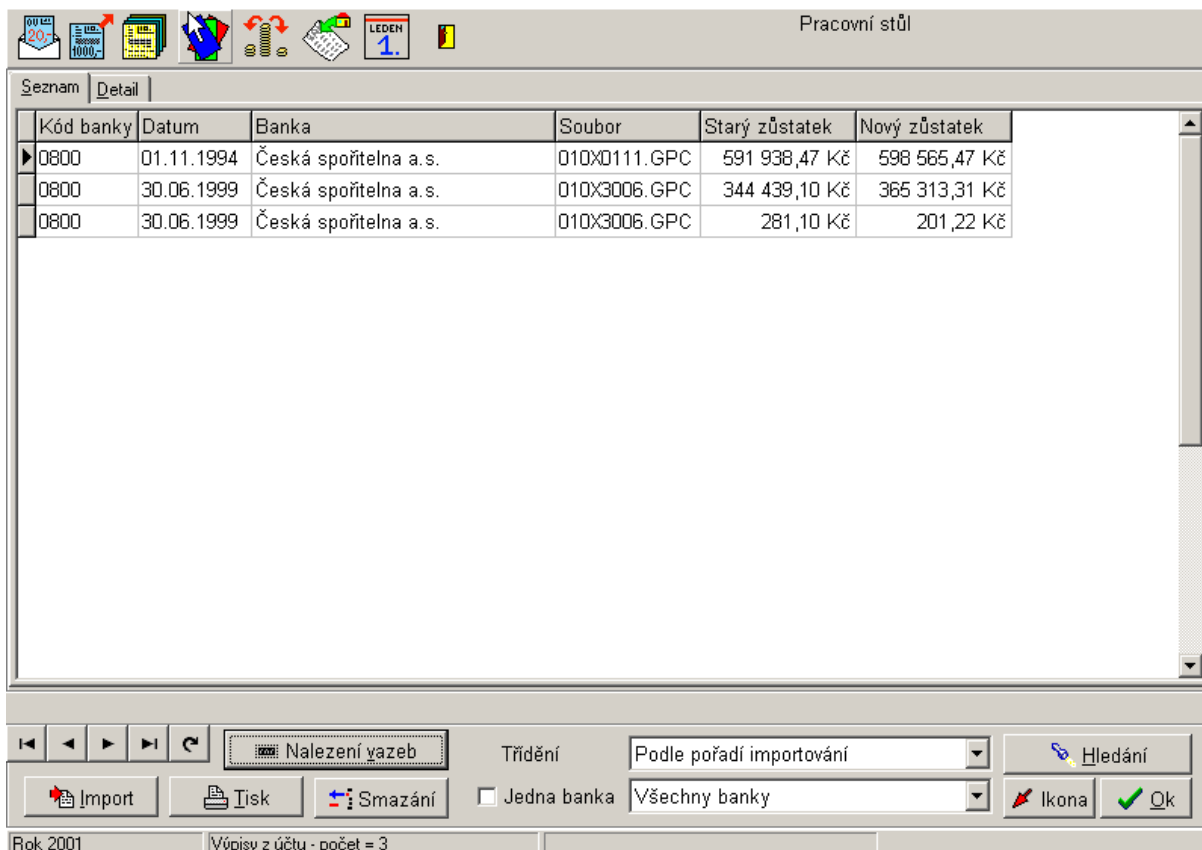 Pracovní stůl
20,-
1000,-
LEDEN
1.
Seznam Detail
Kód banky Datum Banka Soubor Starý zůstatek Nový zůstatek
0800 01.11.1994 Česká spořitelna a.s. 010X0111.GPC 591 938,47 Kč 598 565,47 Kč
0800 30.06.1999 Česká spořitelna a.s. 010X3006.GPC 344 439,10 Kč 365 313,31 Kč
0800 30.06.1999 Česká spořitelna a.s. 010X3006.GPC 281,10 Kč 201,22 Kč
Nalezení vazeb Třídění Podle pořadí importování Hledání
Import Tisk Smazání Jedna banka Všechny banky Ikona Ok
Rok 2001 Výpisy z účtu - počet = 3